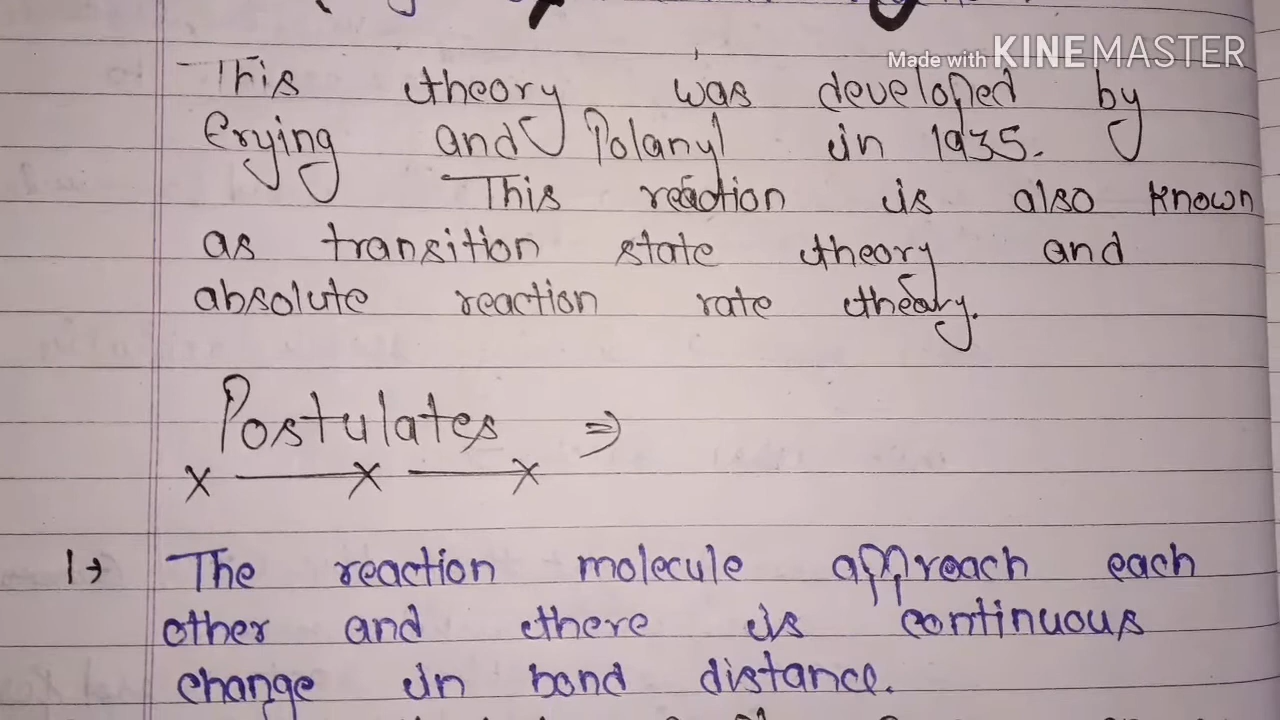 Made with KINEMASTER
This theory was developed by
Erying and Polanyi in 1935.
This reaction is also known
as transition state theory and
absolute reaction rate theory.
Postulates ⇒
x — x — x
1→ The reaction molecule approach each
other and there is continuous
change in bond distance.